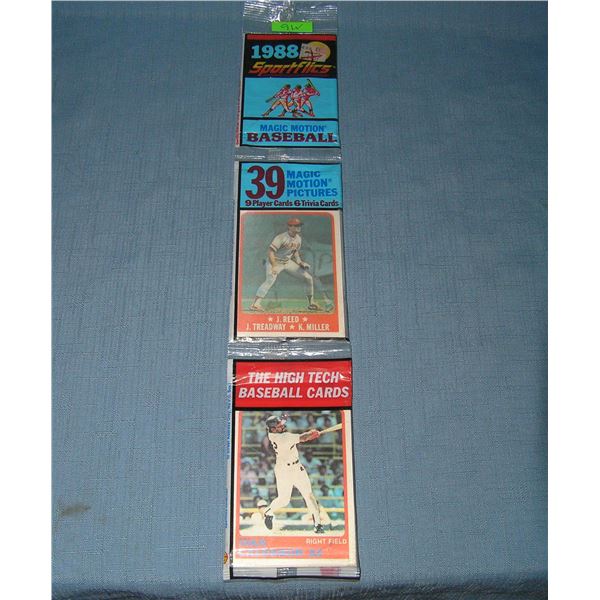 9W
1988
Sportflics
MAGIC MOTION®
BASEBALL
39 MAGIC
MOTION®
PICTURES
9 Player Cards 6 Trivia Cards
★ J. REED ★
J. TREADWAY ★ K. MILLER
THE HIGH TECH
BASEBALL CARDS
RIGHT FIELD